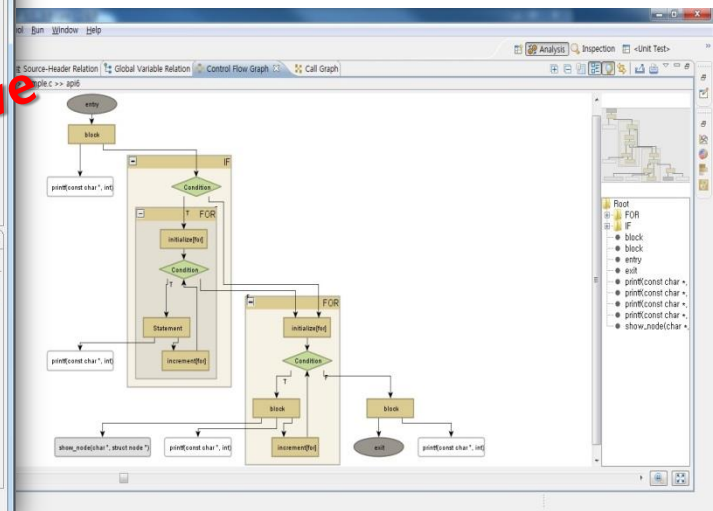 Run Window Help
Analysis Inspection <Unit Test>
Source-Header Relation Global Variable Relation Control Flow Graph Call Graph
>> api6
entry
block
IF
printf(const char *, int)
Condition
T
FOR
initialize[for]
Condition
T
Statement
printf(const char *, int)
increment[for]
FOR
initialize[for]
Condition
T
F
block
block
show_node(char *, struct node *)
printf(const char *, int)
increment[for]
exit
printf(const char *, int)
Root
FOR
IF
block
block
entry
exit
printf(const char *,
printf(const char *,
printf(const char *,
printf(const char *,
show_node(char *,